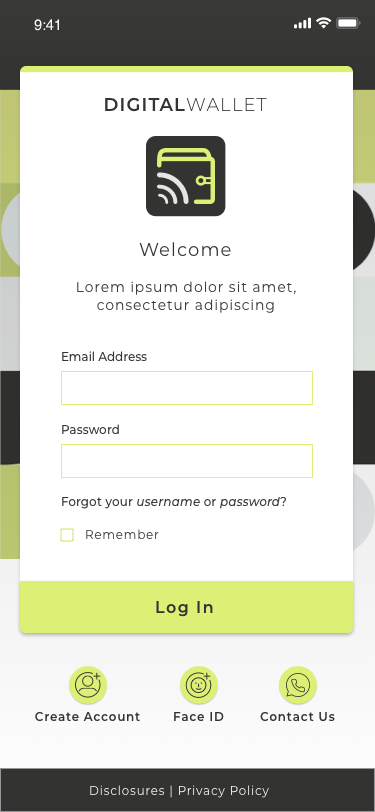 9:41
DIGITALWALLET
Welcome
Lorem ipsum dolor sit amet,
consectetur adipiscing
Email Address
Password
Forgot your username or password?
Remember
Log In
Create Account
Face ID
Contact Us
Disclosures | Privacy Policy